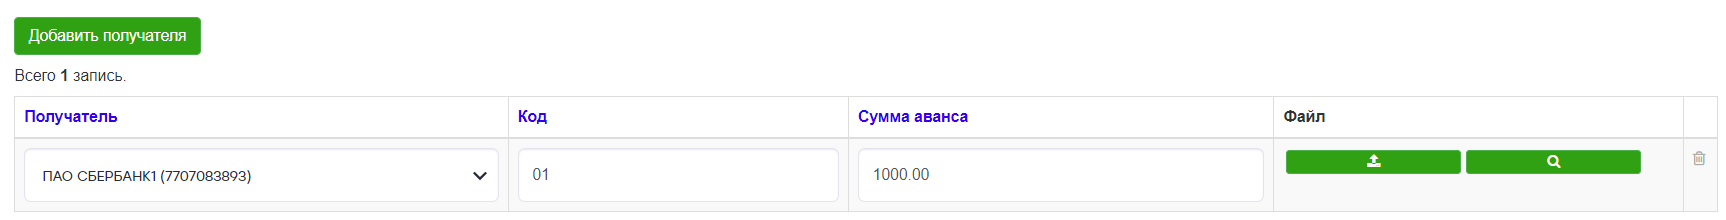 Добавить получателя
Всего 1 запись.
Получатель Код Сумма аванса Файл
ПАО СБЕРБАНК1 (7707083893) 01 1000.00